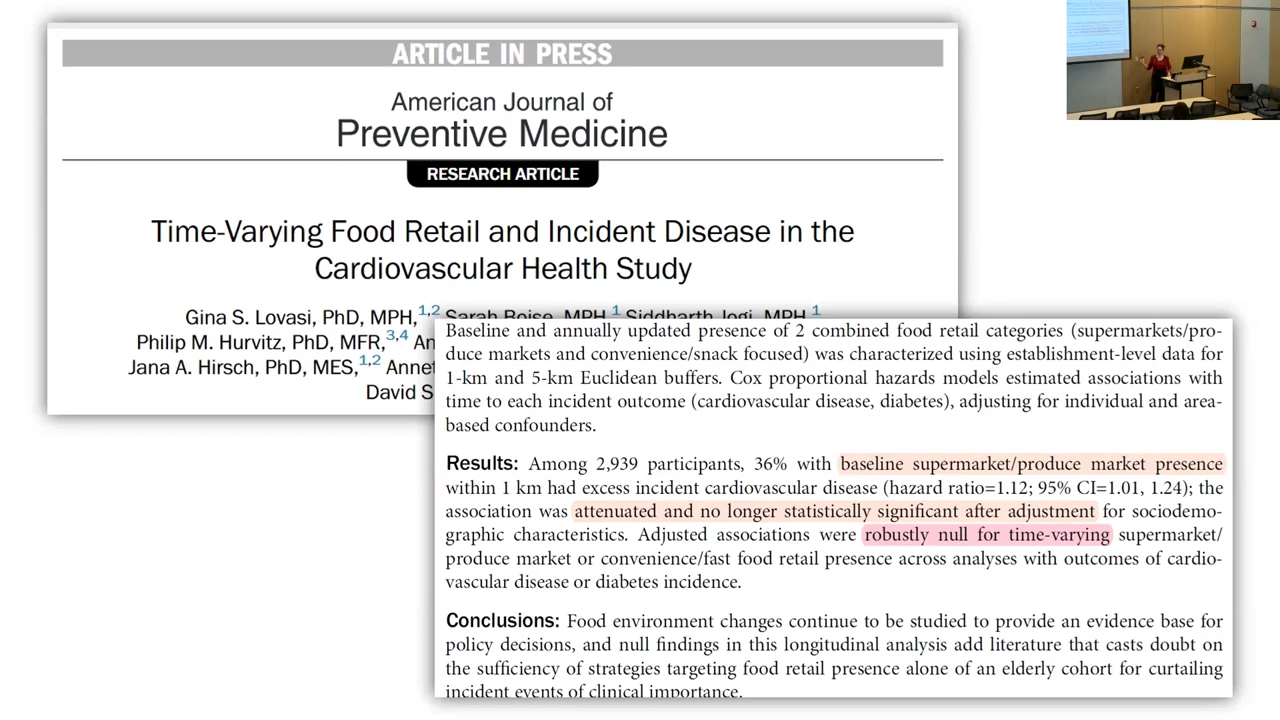 ARTICLE IN PRESS
American Journal of
Preventive Medicine
RESEARCH ARTICLE
Time-Varying Food Retail and Incident Disease in the
Cardiovascular Health Study
Gina S. Lovasi, PhD, MPH,1,2 Sarah Boise, MPH,1 Siddharth Jogi, MPH,1
Philip M. Hurvitz, PhD, MFR,3,4 An
Jana A. Hirsch, PhD, MES,1,2 Annet
David S
Baseline and annually updated presence of 2 combined food retail categories (supermarkets/pro-
duce markets and convenience/snack focused) was characterized using establishment-level data for
1-km and 5-km Euclidean buffers. Cox proportional hazards models estimated associations with
time to each incident outcome (cardiovascular disease, diabetes), adjusting for individual and area-
based confounders.
Results: Among 2,939 participants, 36% with baseline supermarket/produce market presence
within 1 km had excess incident cardiovascular disease (hazard ratio=1.12; 95% CI=1.01, 1.24); the
association was attenuated and no longer statistically significant after adjustment for sociodemo-
graphic characteristics. Adjusted associations were robustly null for time-varying supermarket/
produce market or convenience/fast food retail presence across analyses with outcomes of cardio-
vascular disease or diabetes incidence.
Conclusions: Food environment changes continue to be studied to provide an evidence base for
policy decisions, and null findings in this longitudinal analysis add literature that casts doubt on
the sufficiency of strategies targeting food retail presence alone of an elderly cohort for curtailing
incident events of clinical importance.